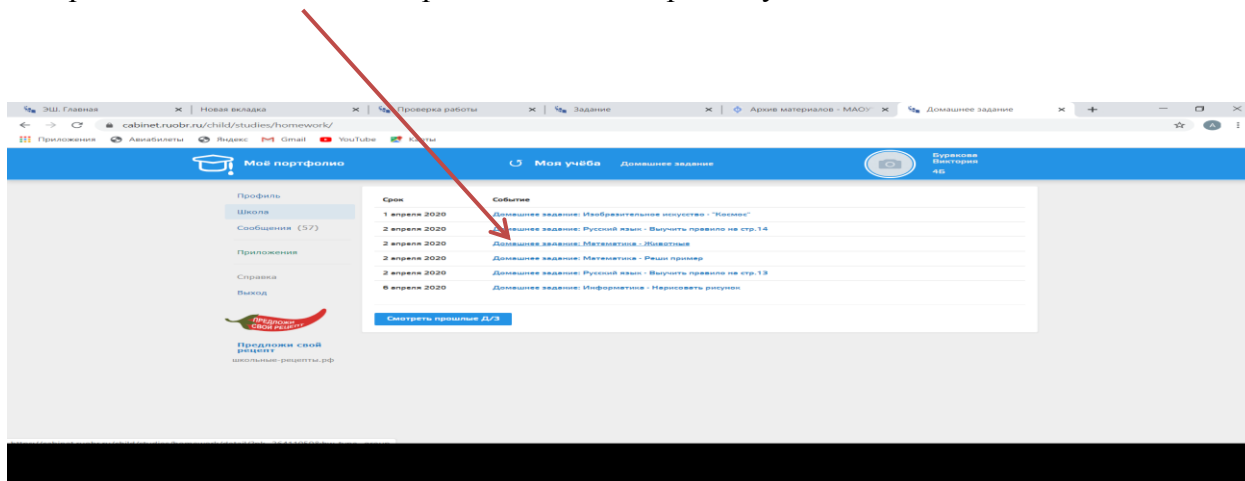 ЭШ. Главная
Новая вкладка
Проверка работы
Задание
Архив материалов - МАОУ
Домашнее задание
cabinet.ruobr.ru/child/studies/homework/
Приложения Авиабилеты Яндекс Gmail YouTube Карты
Моё портфолио
Моя учёба Домашнее задание
Бурякова
Виктория
4Б
Профиль
Школа
Сообщения (57)
Приложения
Справка
Выход
ПРЕДЛОЖИ
СВОЙ РЕЦЕПТ
Предложи свой
рецепт
школьные-рецепты.рф
Срок Событие
1 апреля 2020 Домашнее задание: Изобразительное искусство - "Космос"
2 апреля 2020 Домашнее задание: Русский язык - Выучить правило на стр.14
2 апреля 2020 Домашнее задание: Математика - Животные
2 апреля 2020 Домашнее задание: Математика - Реши пример
2 апреля 2020 Домашнее задание: Русский язык - Выучить правило на стр.13
6 апреля 2020 Домашнее задание: Информатика - Нарисовать рисунок
Смотреть прошлые Д/З